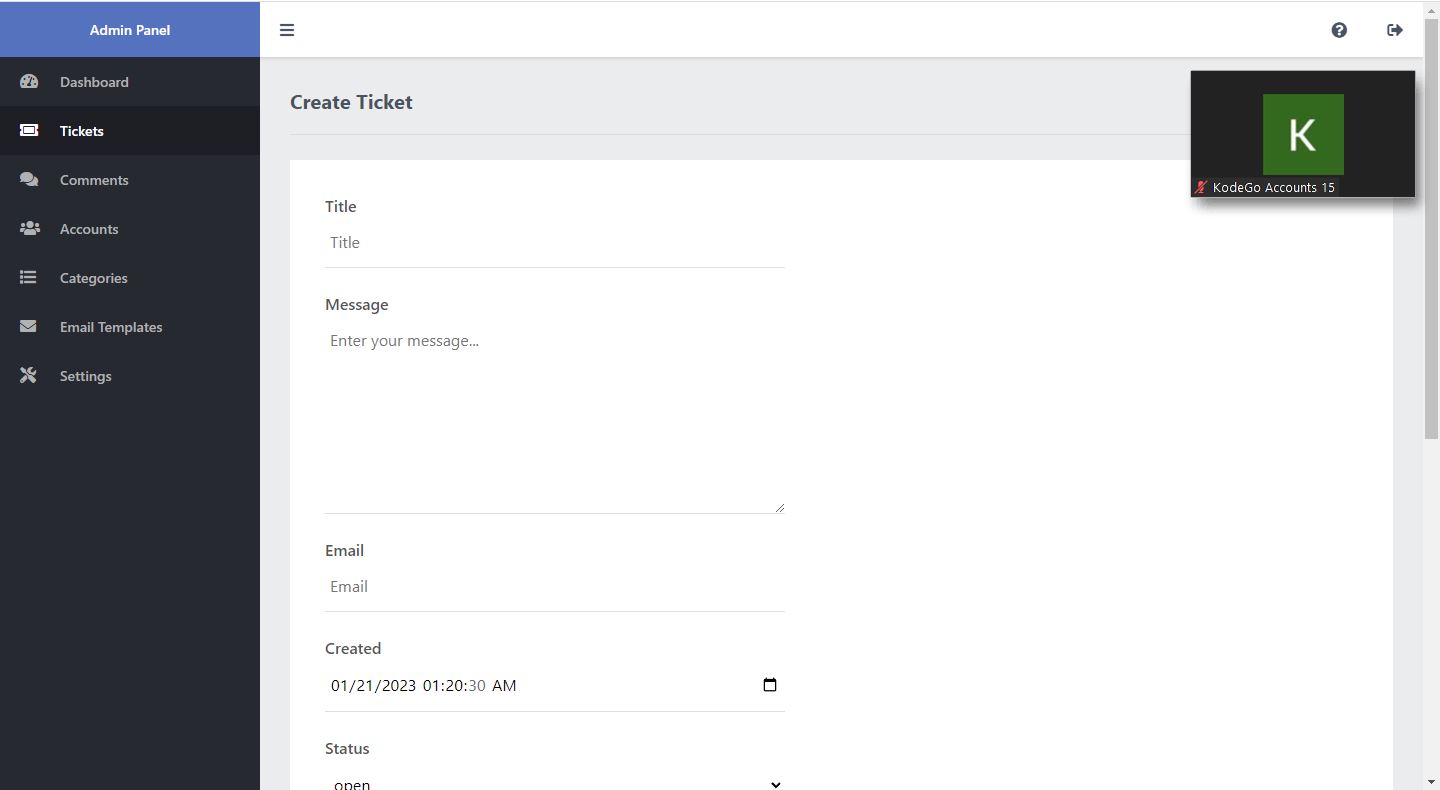 Admin Panel
Dashboard
Tickets
Comments
Accounts
Categories
Email Templates
Settings
Create Ticket
K
KodeGo Accounts 15
Title
Title
Message
Enter your message...
Email
Email
Created
01/21/2023 01:20:30 AM
Status
open